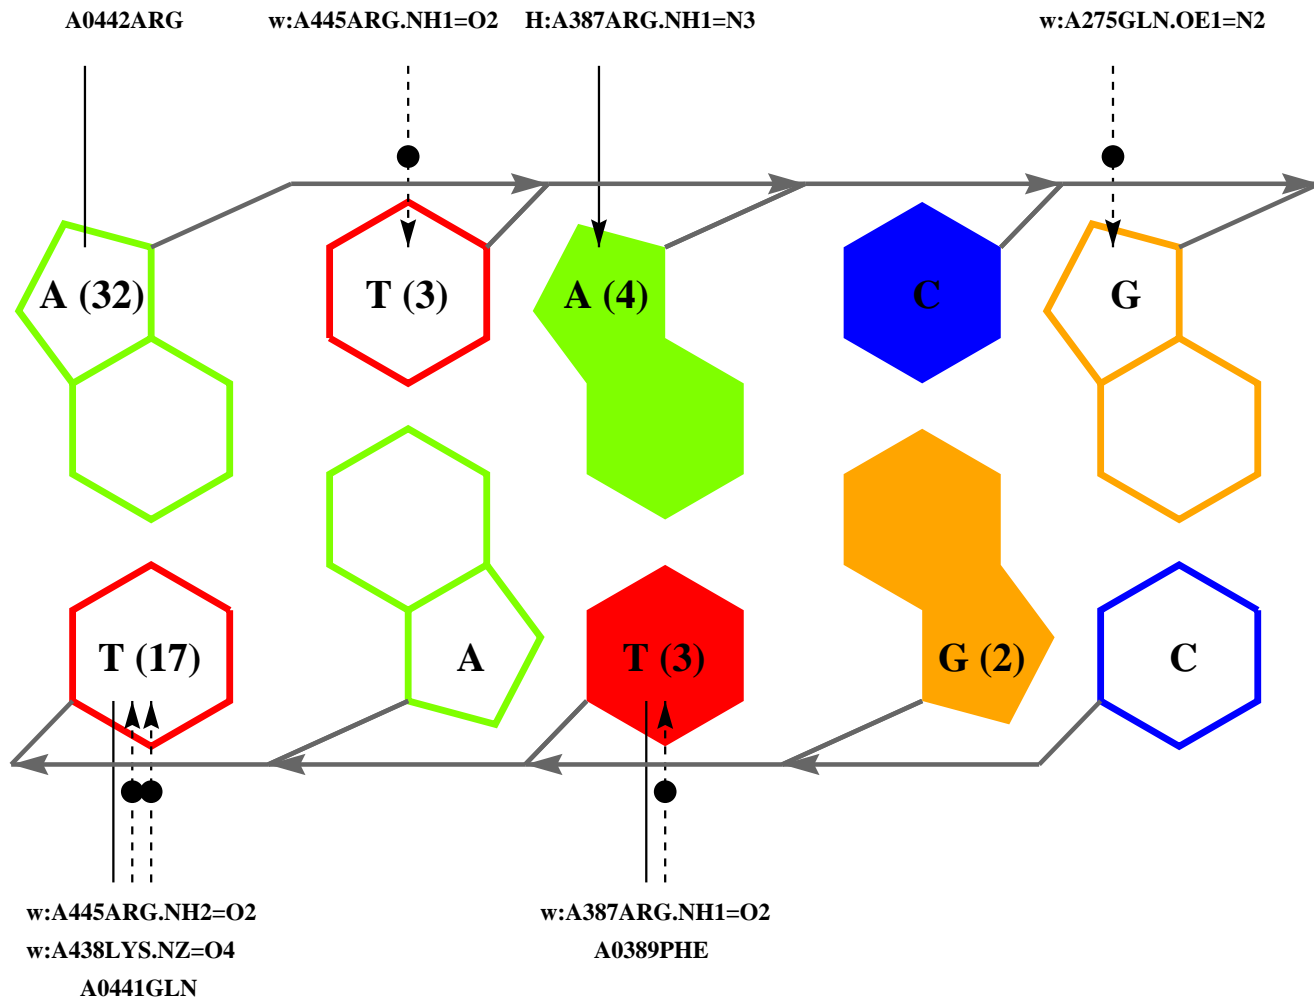 A0442ARG
w:A445ARG.NH1=O2
H:A387ARG.NH1=N3
w:A275GLN.OE1=N2
A (32)
T (3)
A (4)
C
G
T (17)
A
T (3)
G (2)
C
w:A445ARG.NH2=O2
w:A438LYS.NZ=O4
A0441GLN
w:A387ARG.NH1=O2
A0389PHE